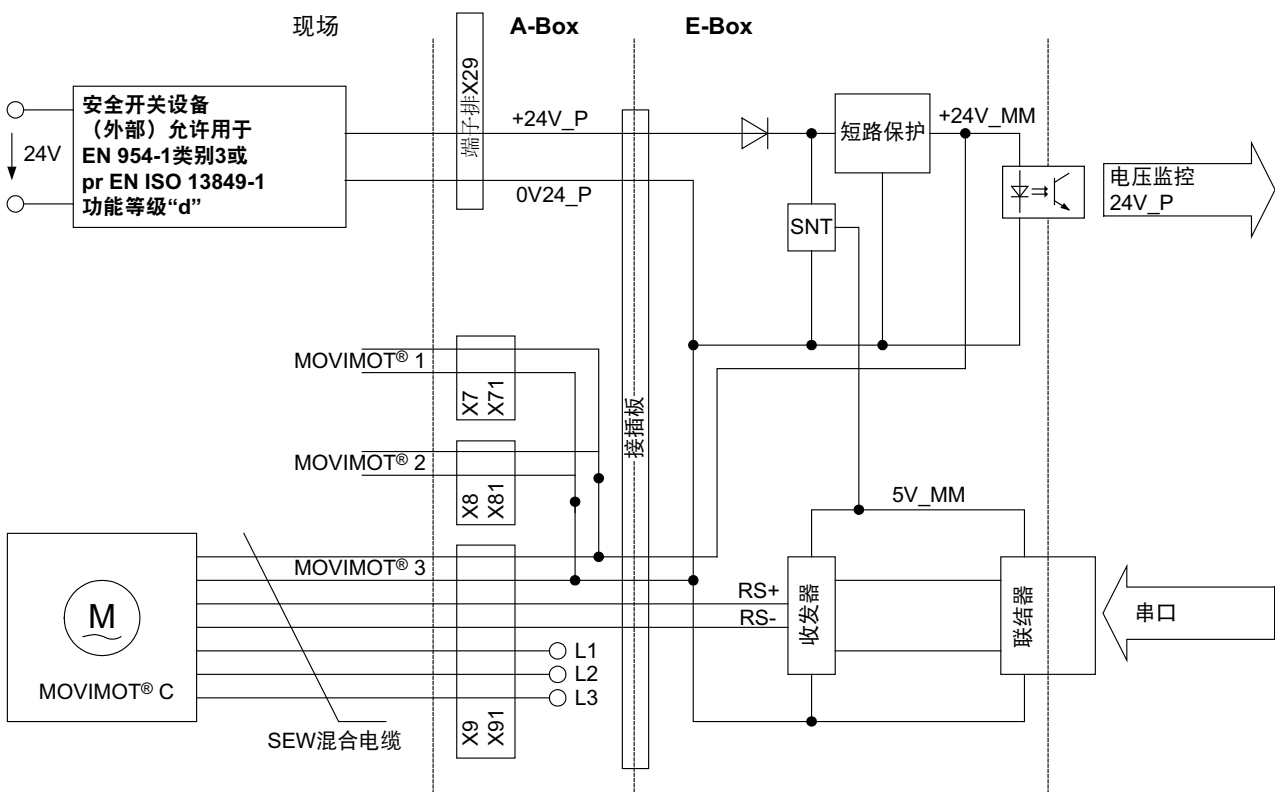 现场
A-Box
E-Box
端子排X29
安全开关设备
（外部）允许用于
EN 954-1类别3或
pr EN ISO 13849-1
功能等级“d”
24V
+24V_P
0V24_P
短路保护
+24V_MM
SNT
电压监控
24V_P
MOVIMOT® 1
X7
X71
接插板
MOVIMOT® 2
X8
X81
5V_MM
MOVIMOT® 3
RS+
RS-
收发器
联结器
串口
M
MOVIMOT® C
L1
L2
L3
X9
X91
SEW混合电缆